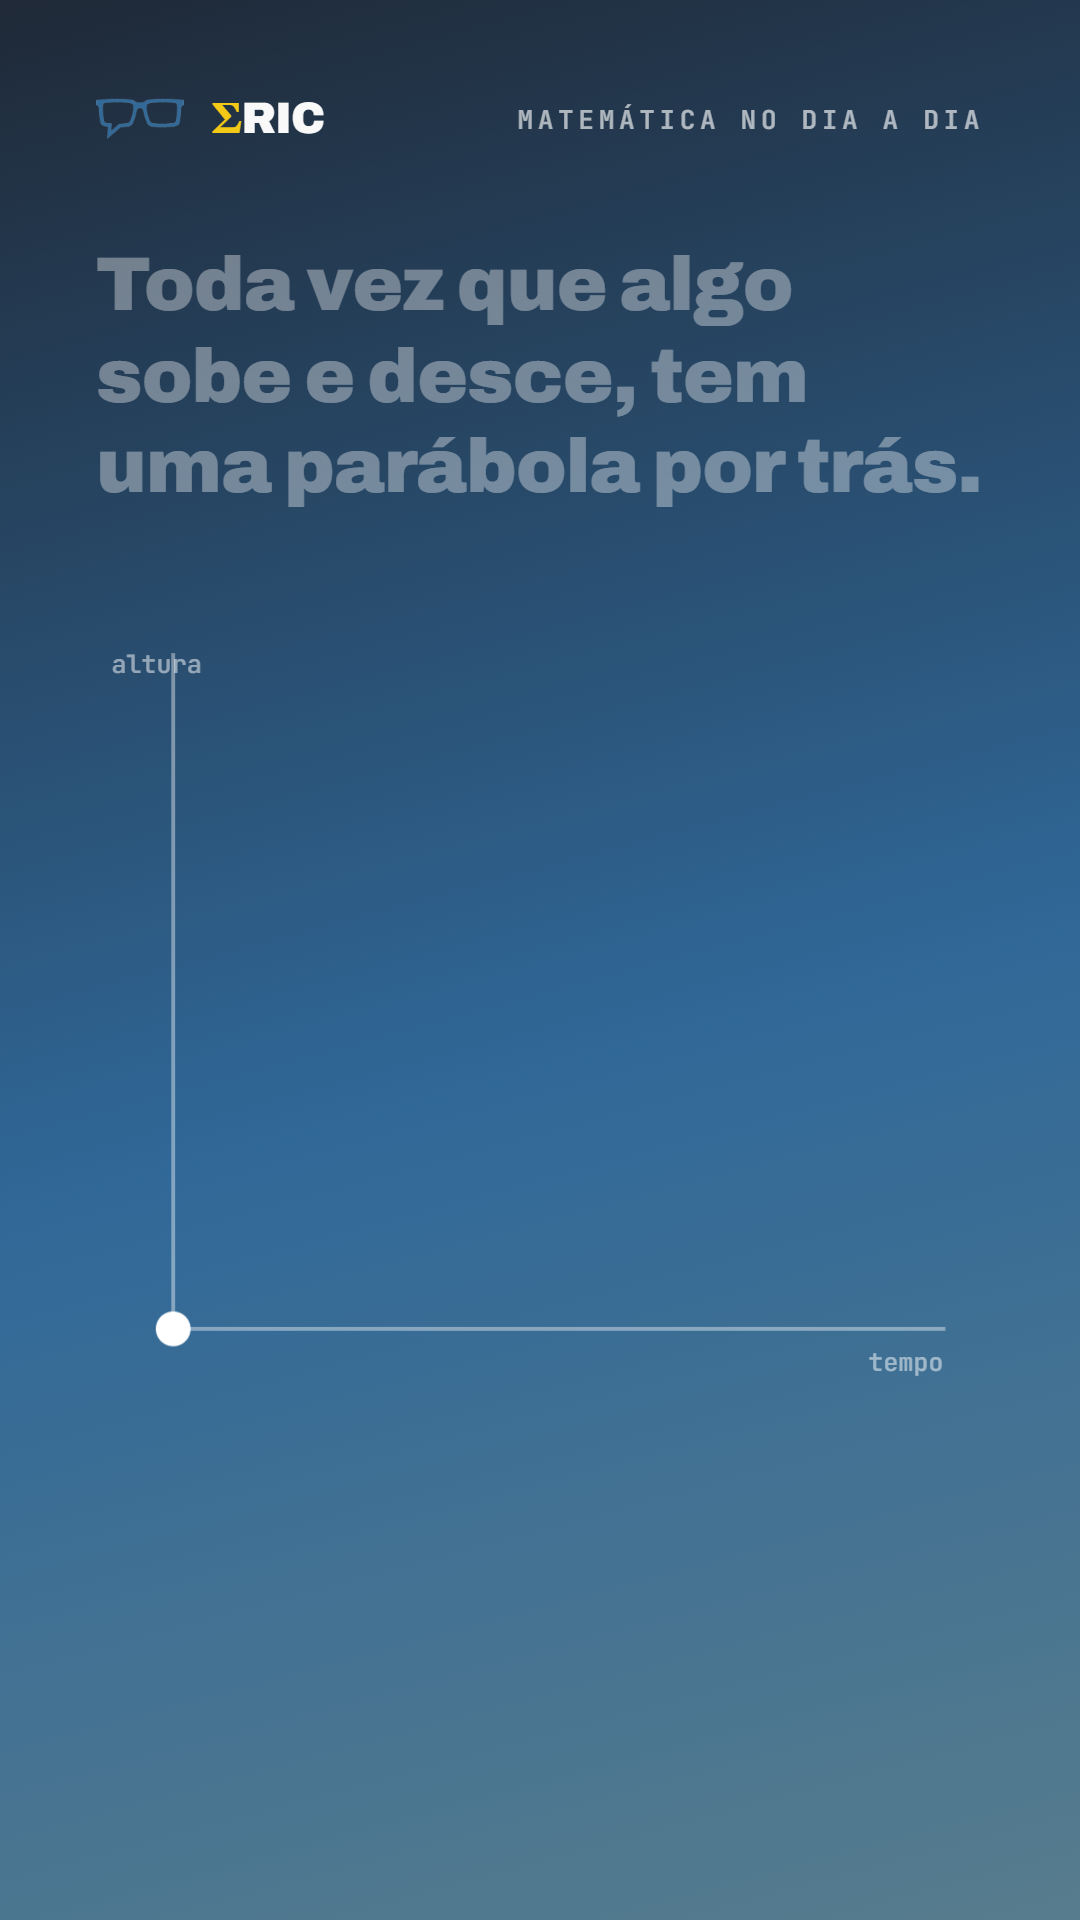 ΣRIC
MATEMÁTICA NO DIA A DIA
Toda vez que algo
sobe e desce, tem
uma parábola por trás.
altura
tempo